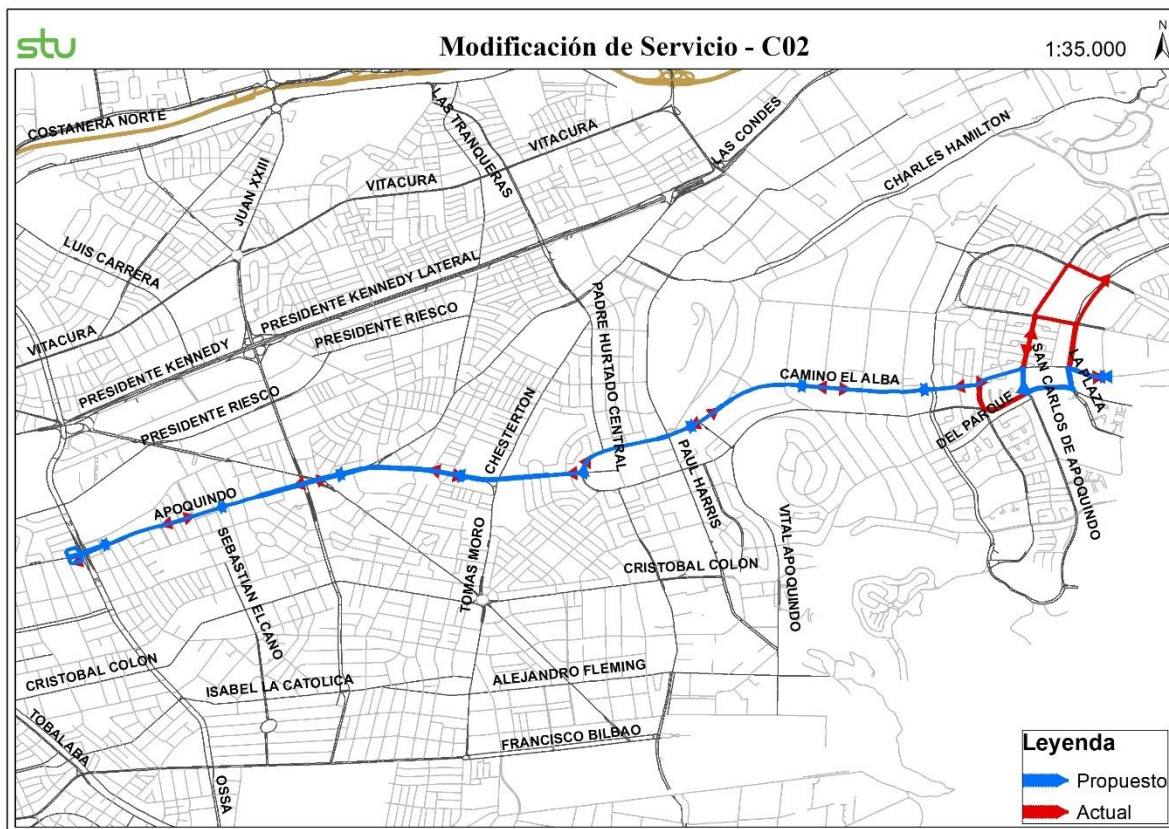 stu
Modificación de Servicio - C02
1:35.000
N
COSTANERA NORTE
LAS TRANQUERAS
VITACURA
LAS CONDES
CHARLES HAMILTON
JUAN XXIII
VITACURA
LUIS CARRERA
PRESIDENTE KENNEDY LATERAL
PADRE HURTADO CENTRAL
VITACURA
PRESIDENTE KENNEDY
PRESIDENTE RIESCO
SAN CARLOS DE APOQUINDO
LA PLAZA
CAMINO EL ALBA
PRESIDENTE RIESCO
CHESTERTON
DEL PARQUE
PAUL HARRIS
APOQUINDO
SEBASTIAN ELCANO
TOMAS MORO
VITAL APOQUINDO
CRISTOBAL COLON
CRISTOBAL COLON
ISABEL LA CATOLICA
ALEJANDRO FLEMING
TOBALABA
FRANCISCO BILBAO
OSSA
Leyenda
Propuesto
Actual